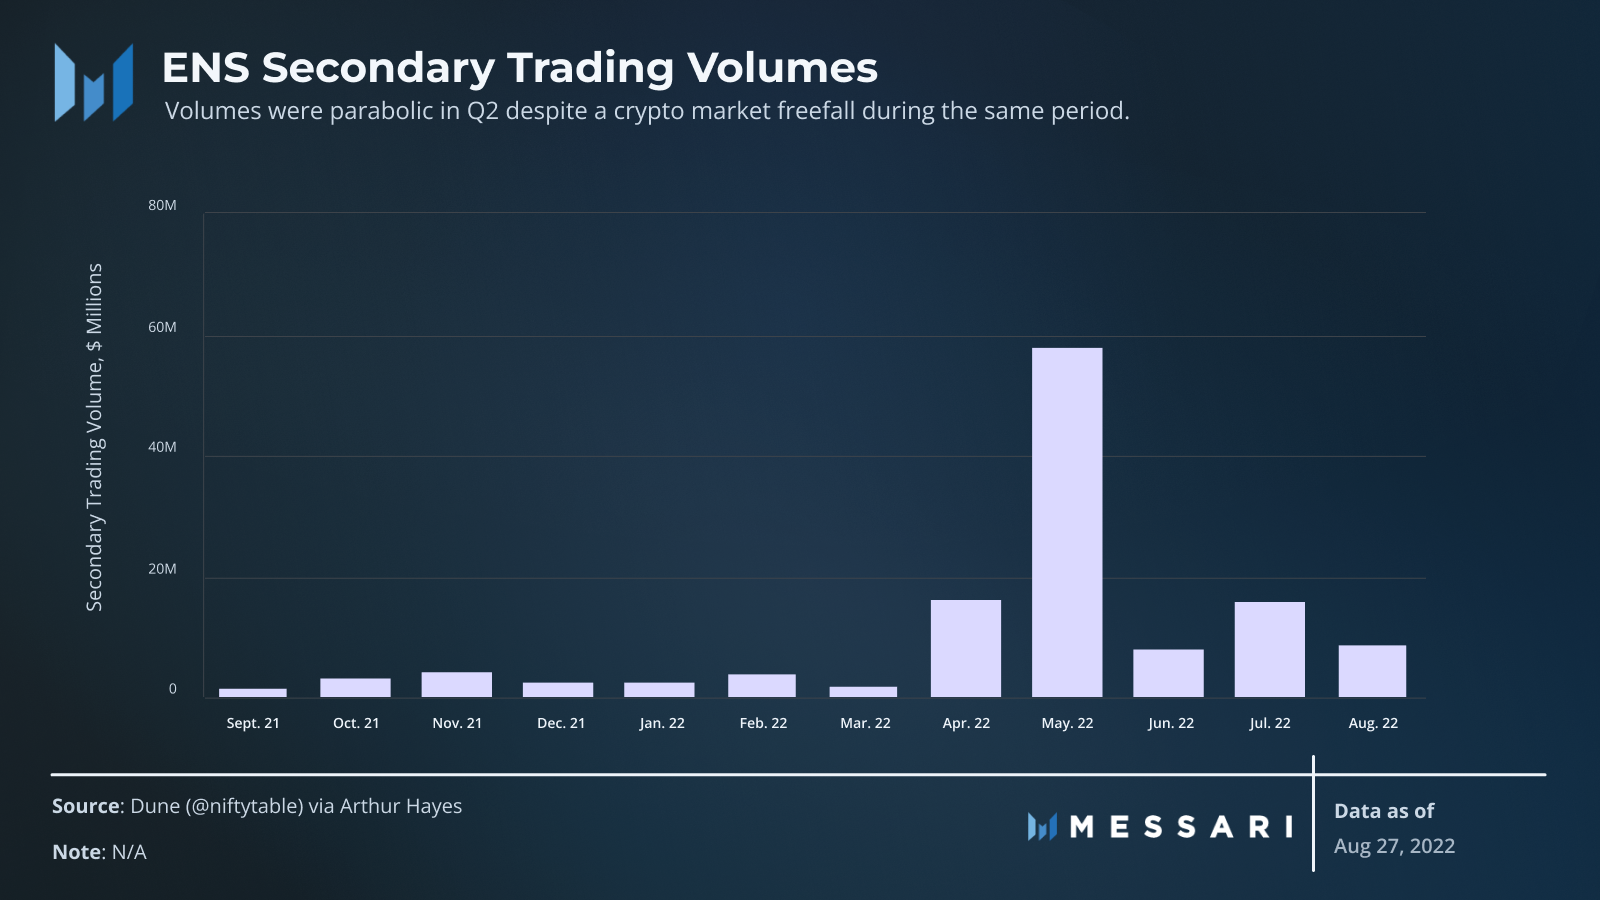 ENS Secondary Trading Volumes
Volumes were parabolic in Q2 despite a crypto market freefall during the same period.
Secondary Trading Volume, $ Millions
80M
60M
40M
20M
0
Sept. 21 Oct. 21 Nov. 21 Dec. 21 Jan. 22 Feb. 22 Mar. 22 Apr. 22 May. 22 Jun. 22 Jul. 22 Aug. 22
Source: Dune (@niftytable) via Arthur Hayes
Note: N/A
MESSARI
Data as of
Aug 27, 2022